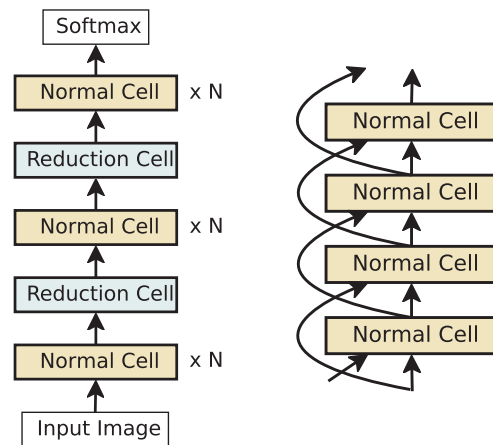 Softmax
Normal Cell x N
Reduction Cell
Normal Cell x N
Reduction Cell
Normal Cell x N
Input Image
Normal Cell
Normal Cell
Normal Cell
Normal Cell